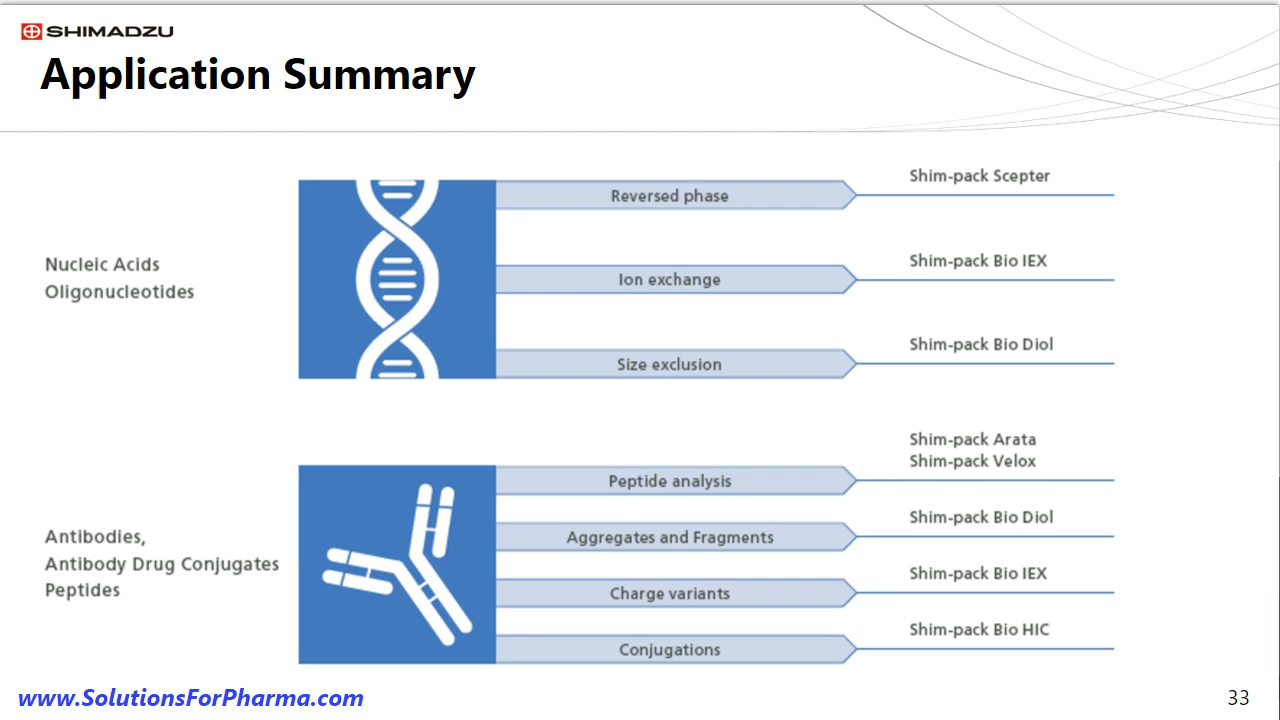 SHIMADZU
Application Summary
Nucleic Acids
Oligonucleotides
Reversed phase
Shim-pack Scepter
Ion exchange
Shim-pack Bio IEX
Size exclusion
Shim-pack Bio Diol
Antibodies,
Antibody Drug Conjugates
Peptides
Peptide analysis
Shim-pack Arata
Shim-pack Velox
Aggregates and Fragments
Shim-pack Bio Diol
Charge variants
Shim-pack Bio IEX
Conjugations
Shim-pack Bio HIC
www.SolutionsForPharma.com
33